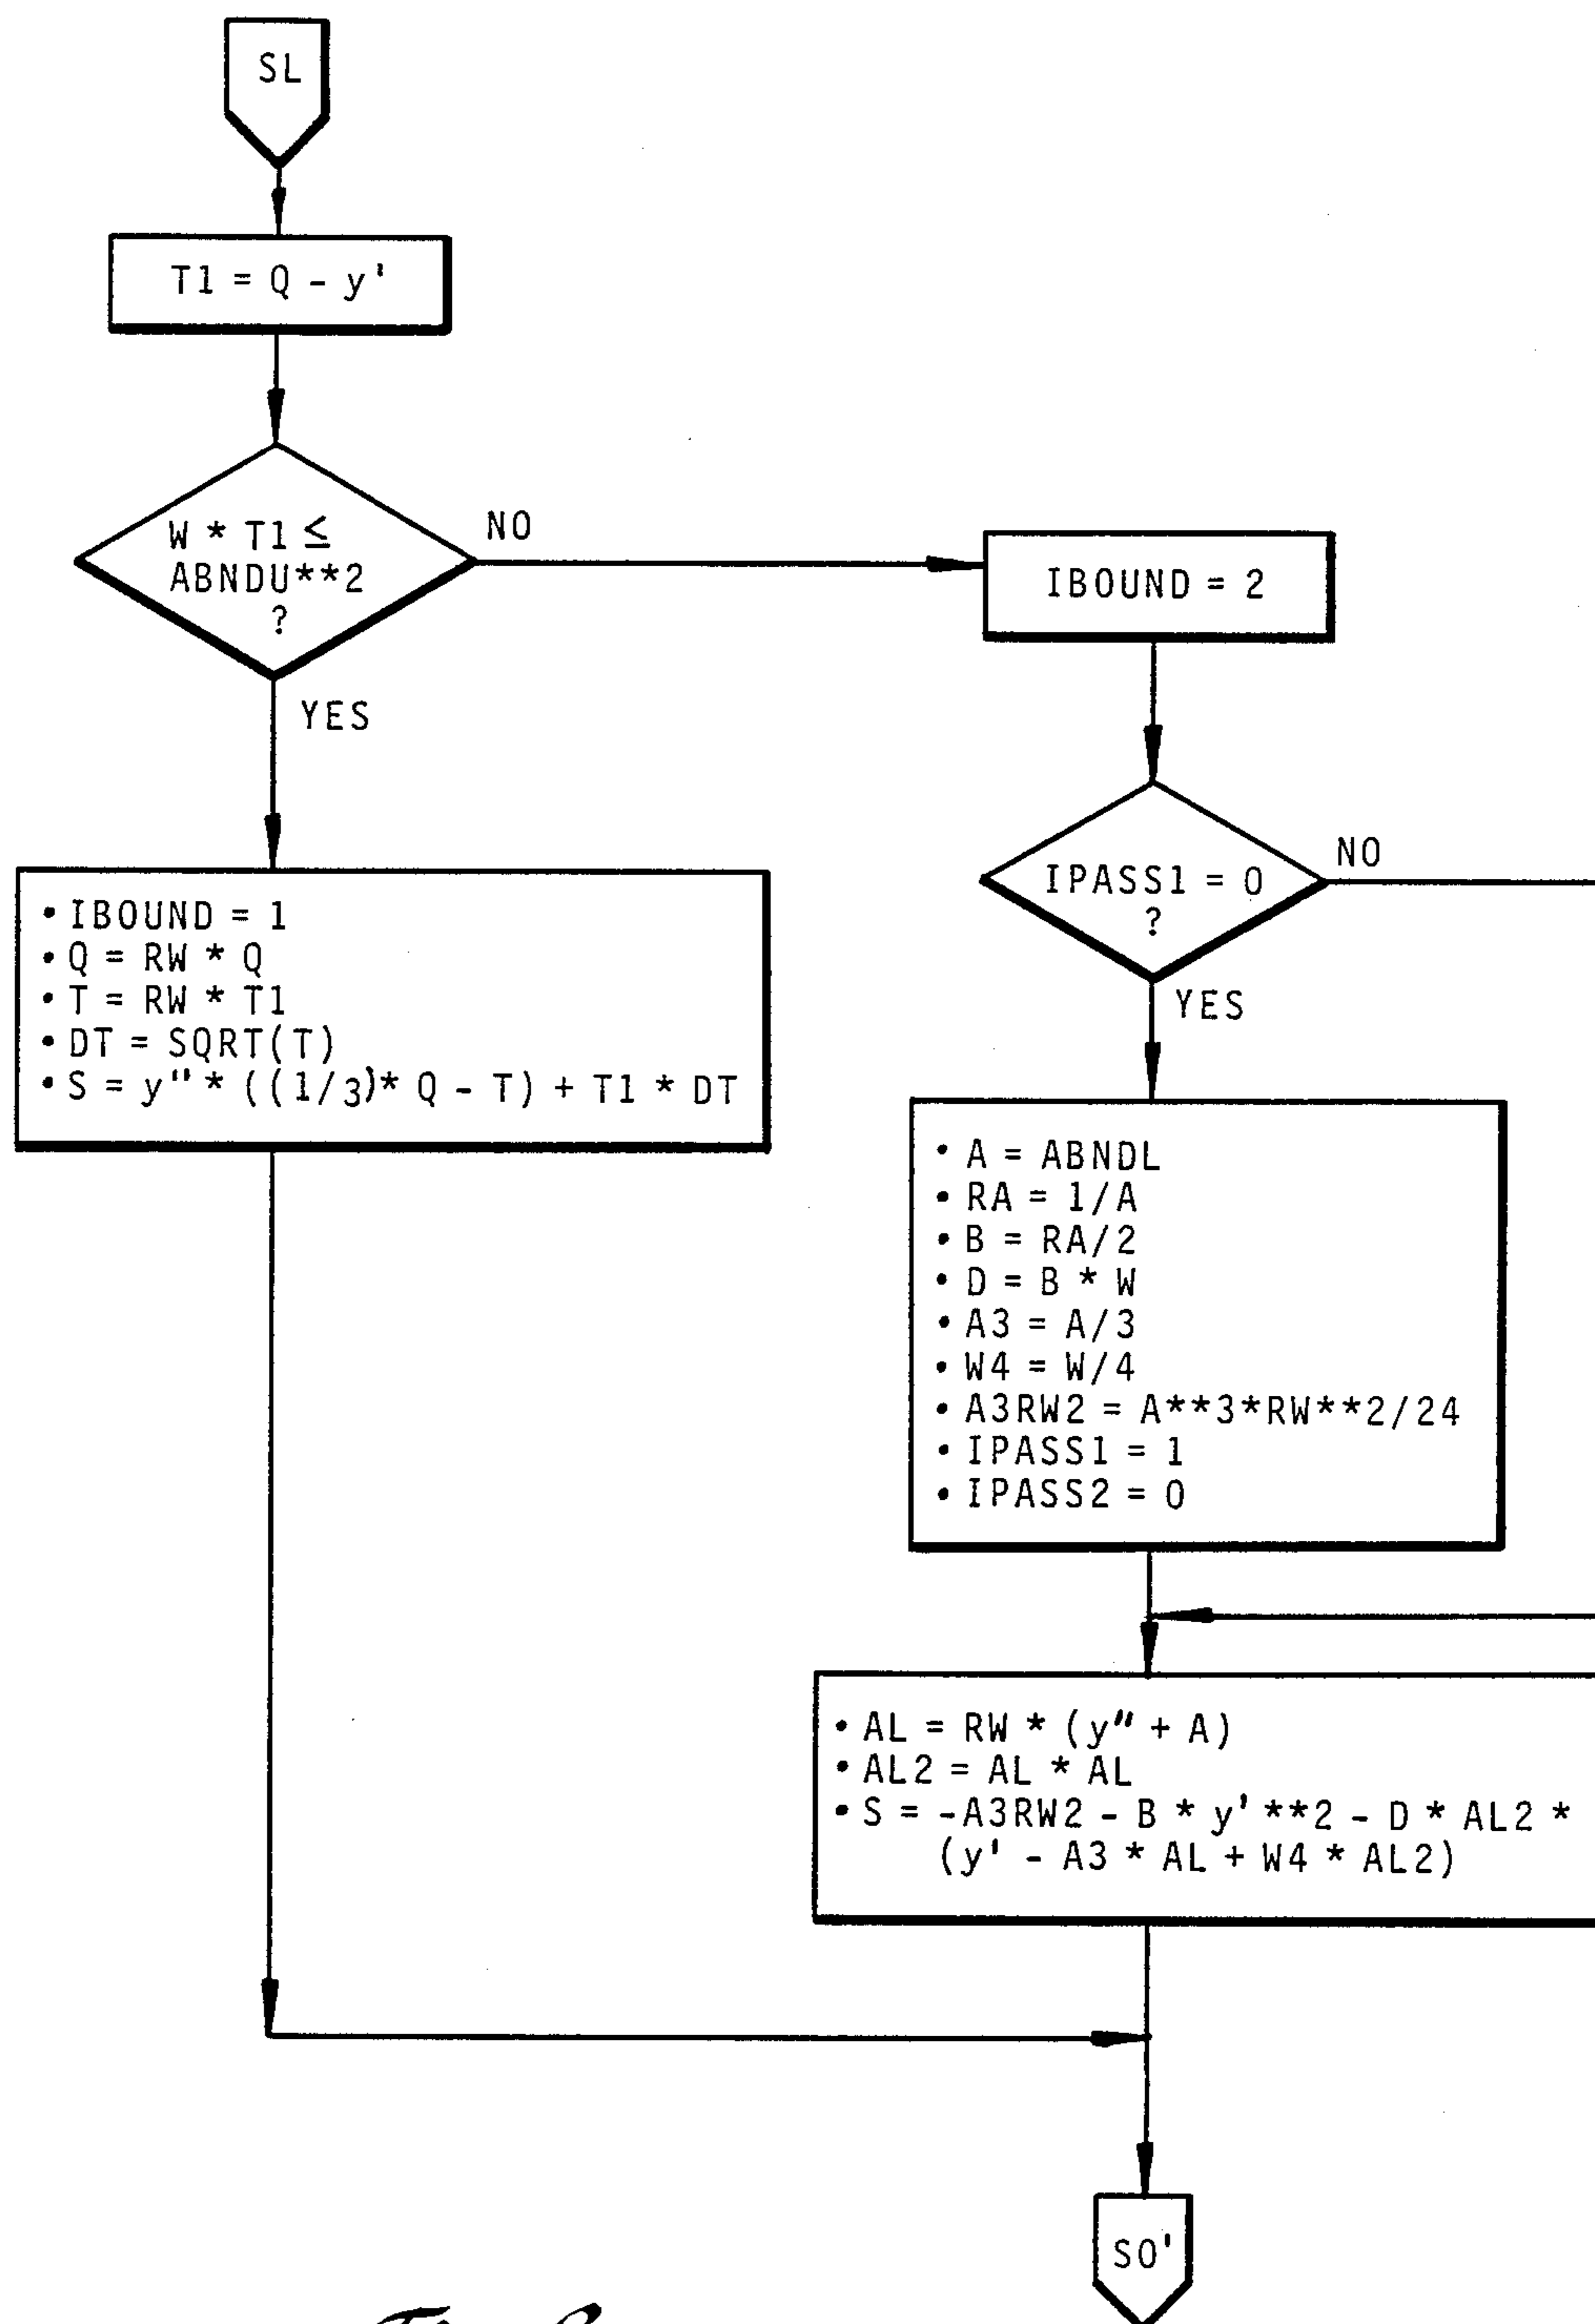 SL
T1 = Q - y'
W * T1 ≤
ABNDU**2
?
NO
YES
IBOUND = 2
IPASS1 = 0
?
NO
YES
• IBOUND = 1
• Q = RW * Q
• T = RW * T1
• DT = SQRT(T)
• S = y" * ((1/3)* Q - T) + T1 * DT
• A = ABNDL
• RA = 1/A
• B = RA/2
• D = B * W
• A3 = A/3
• W4 = W/4
• A3RW2 = A**3*RW**2/24
• IPASS1 = 1
• IPASS2 = 0
• AL = RW * (y" + A)
• AL2 = AL * AL
• S = -A3RW2 - B * y'**2 - D * AL2 *
(y' - A3 * AL + W4 * AL2)
SO'